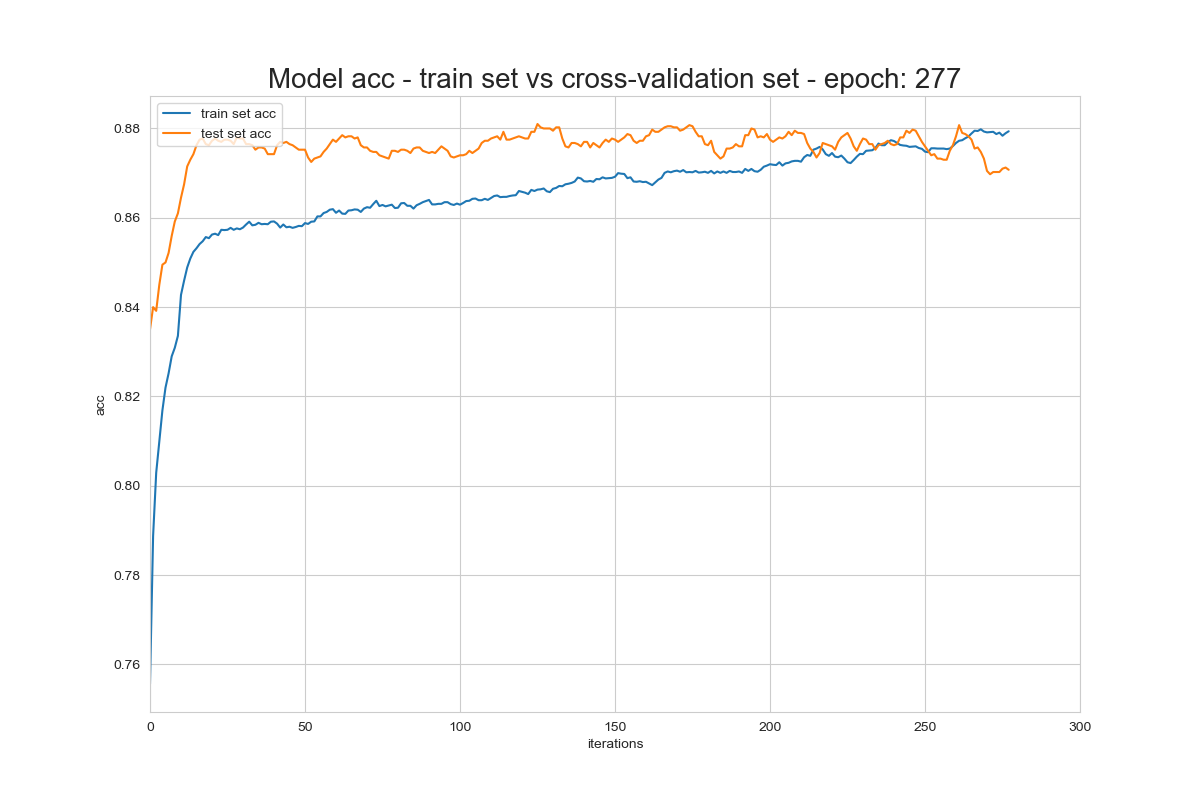 Model acc - train set vs cross-validation set - epoch: 277
train set acc
test set acc
0.88
0.86
0.84
0.82
0.80
0.78
0.76
acc
0 50 100 150 200 250 300
iterations